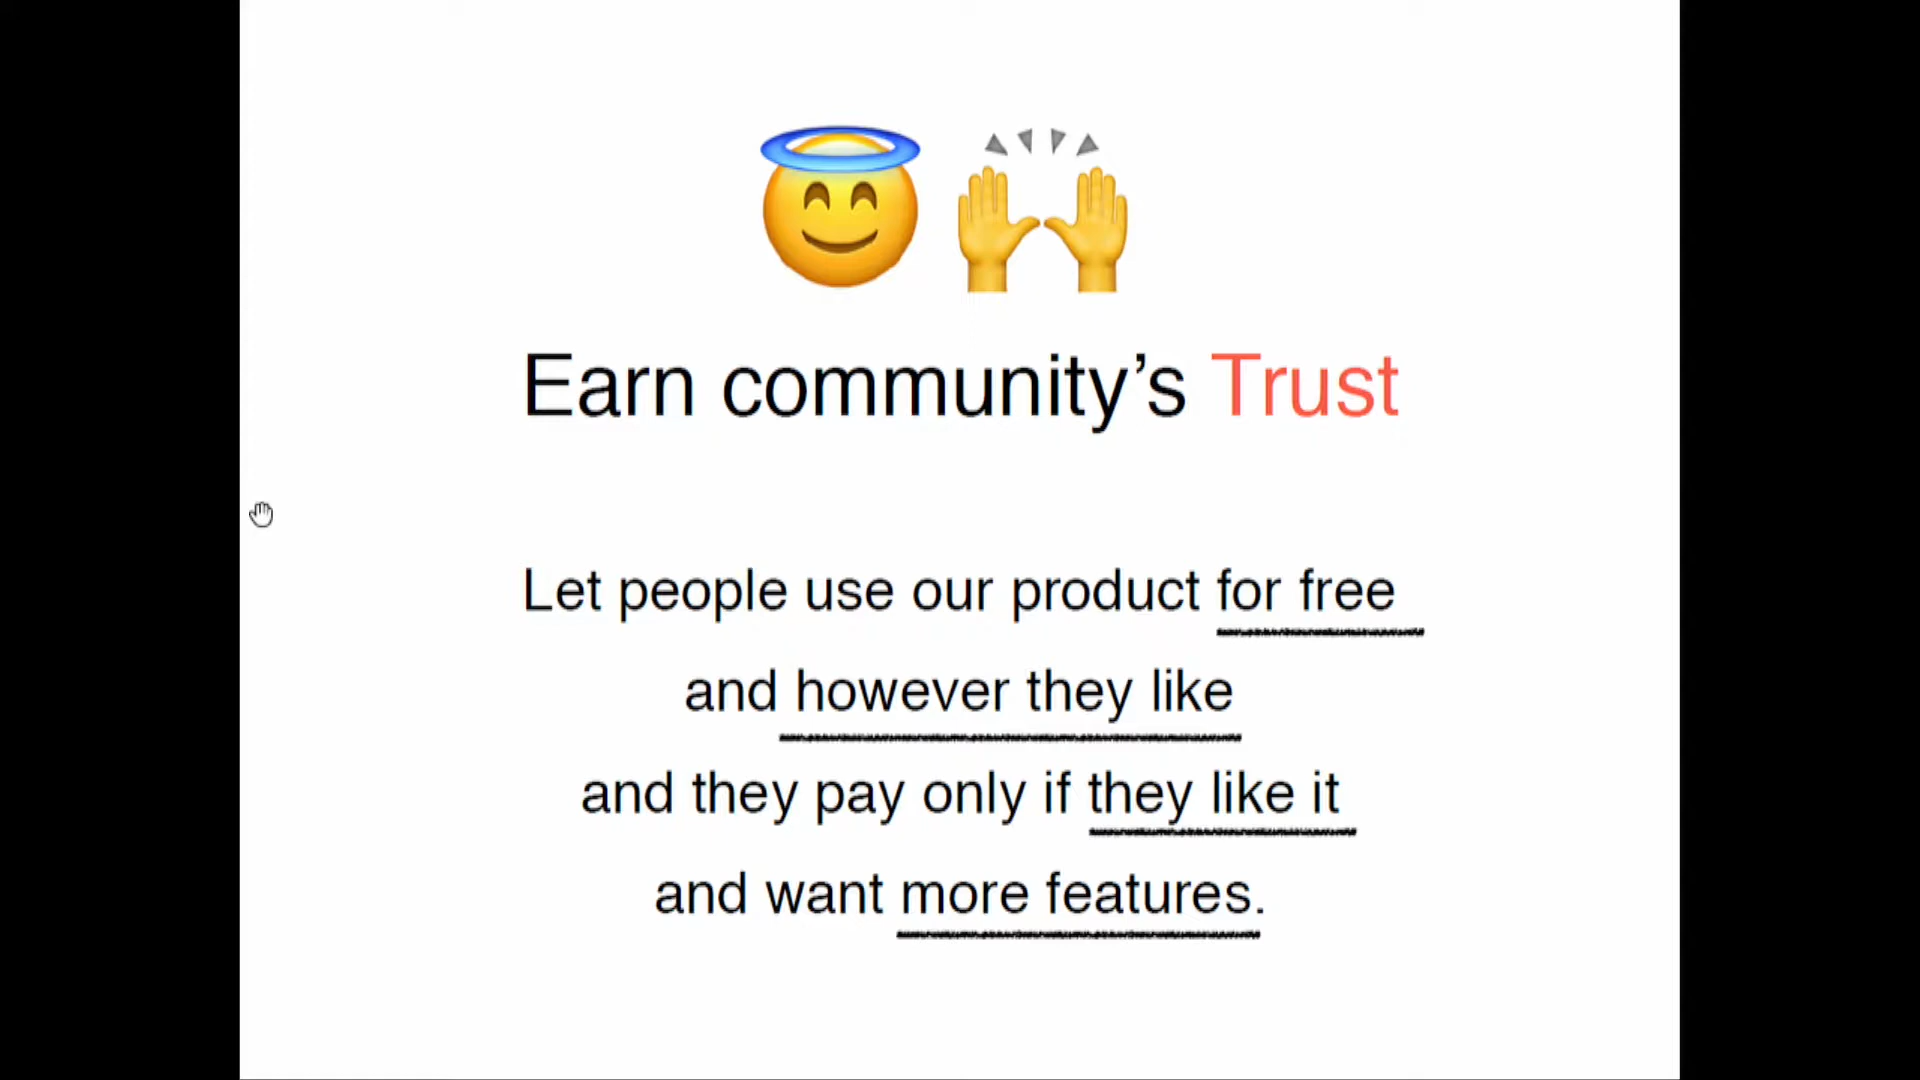 Earn community’s Trust
Let people use our product for free
and however they like
and they pay only if they like it
and want more features.